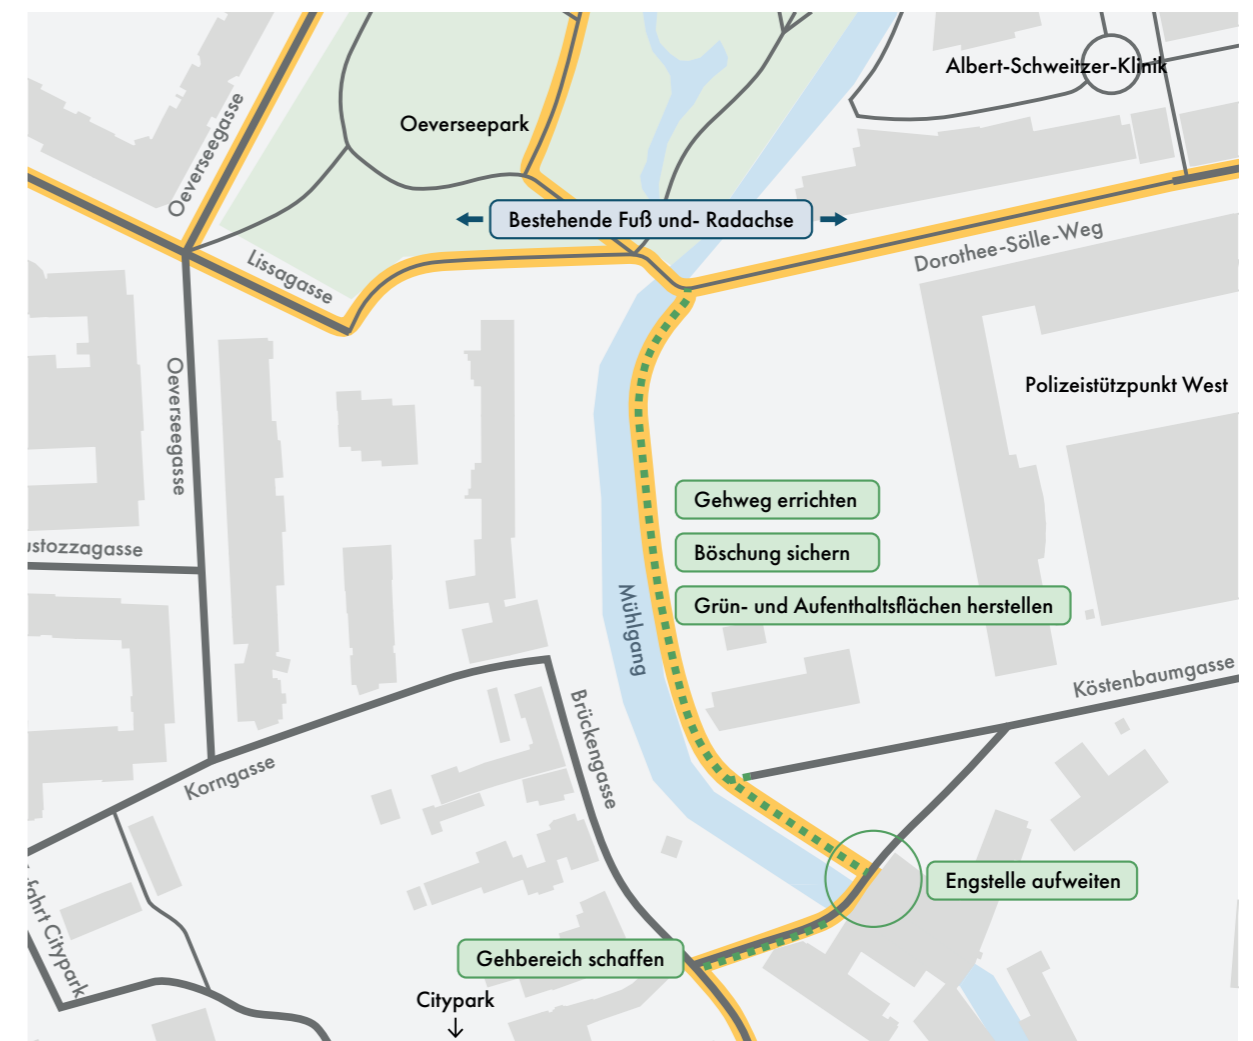 Albert-Schweitzer-Klinik
Oeverseepark
Oeverseegasse
Bestehende Fuß und- Radachse
Dorothee-Sölle-Weg
Lissagasse
Oeverseegasse
Polizeistützpunkt West
Gehweg errichten
Böschung sichern
ustozzagasse
Grün- und Aufenthaltsflächen herstellen
Mühlgang
Köstenbaumgasse
Brückengasse
Korngasse
Engstelle aufweiten
fahrt Citypark
Gehbereich schaffen
Citypark